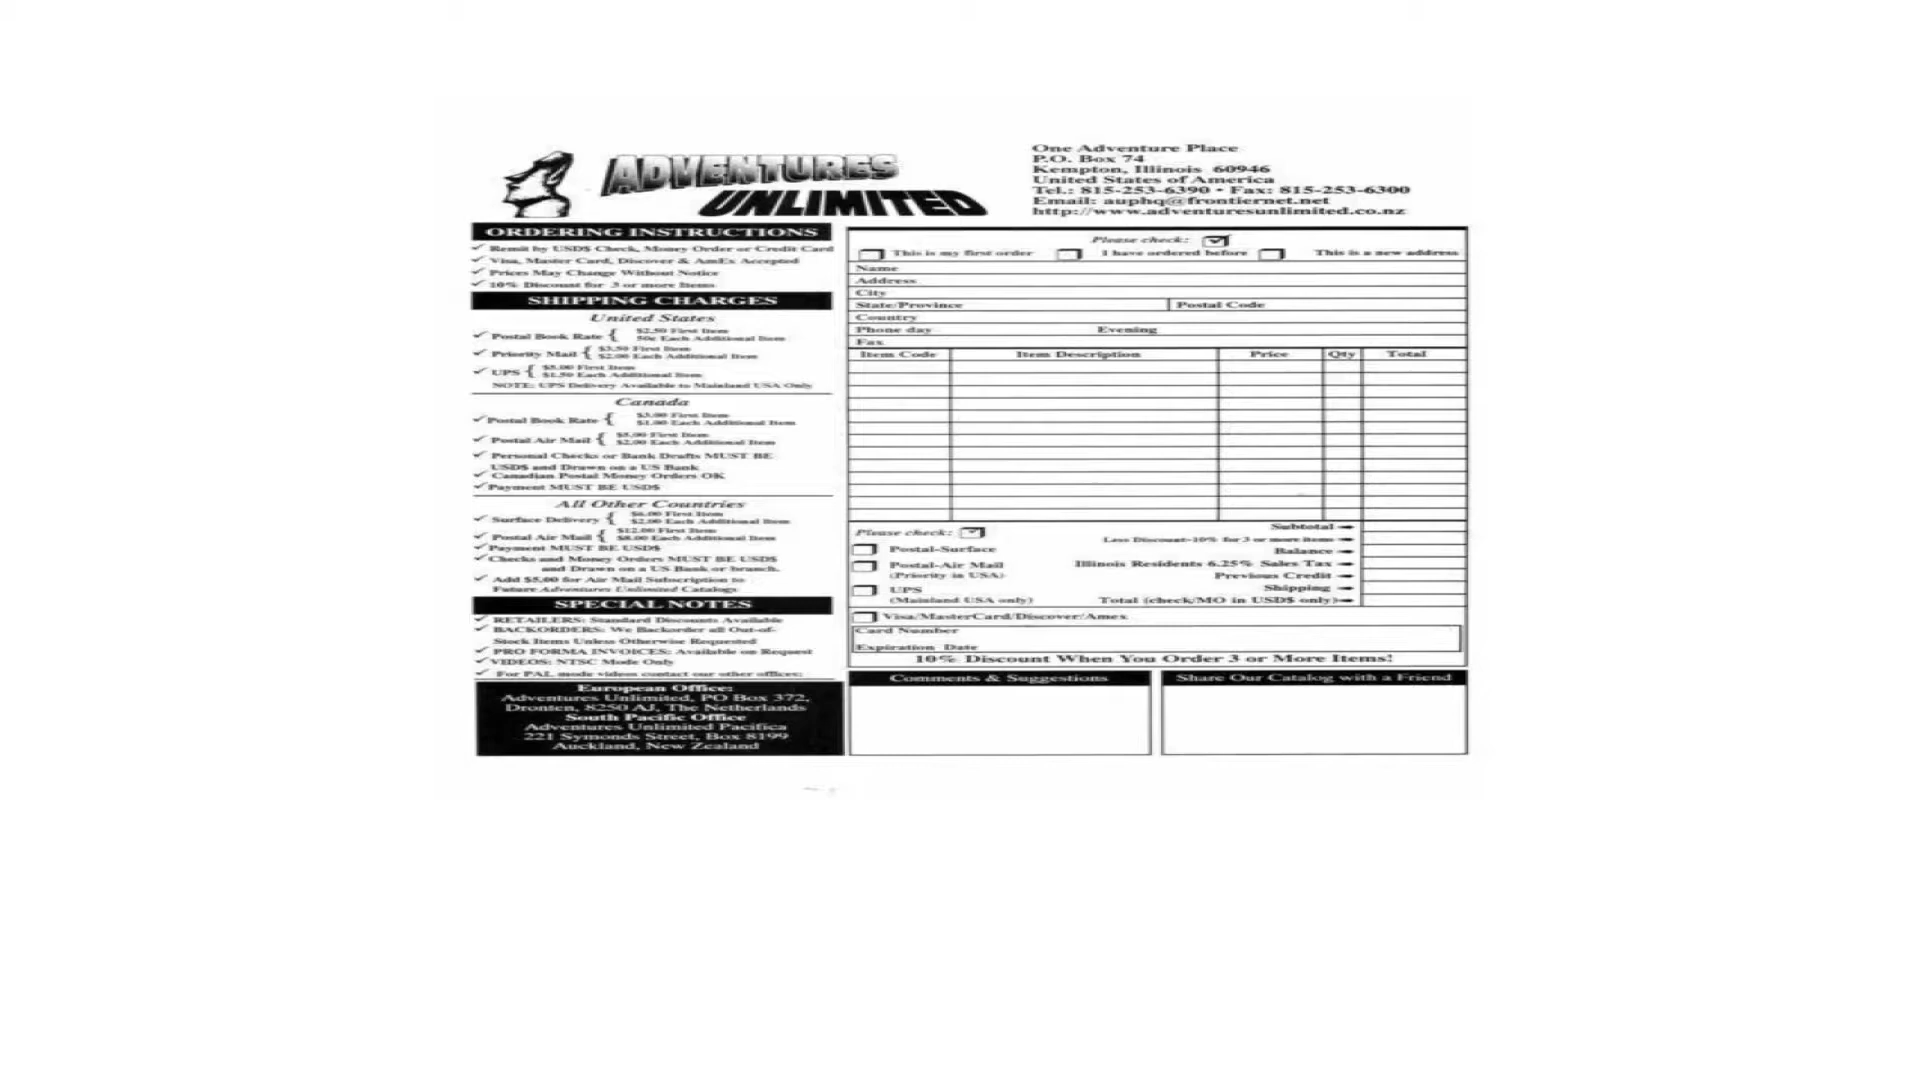 ADVENTURES
UNLIMITED
One Adventure Place
P.O. Box 74
Kempton, Illinois 60946
United States of America
Tel.: 815-253-6390 • Fax: 815-253-6300
Email: auphq@frontiernet.net
http://www.adventuresunlimited.co.nz
ORDERING INSTRUCTIONS
✓ Remit by USD$ Check, Money Order or Credit Card
✓ Visa, Master Card, Discover & AmEx Accepted
✓ Prices May Change Without Notice
✓ 10% Discount for 3 or more Items
SHIPPING CHARGES
United States
✓ Postal Book Rate { $2.50 First Item
50¢ Each Additional Item
✓ Priority Mail { $3.50 First Item
$2.00 Each Additional Item
✓ UPS { $5.00 First Item
$1.50 Each Additional Item
NOTE: UPS Delivery Available to Mainland USA Only
Canada
✓ Postal Book Rate { $3.00 First Item
$1.00 Each Additional Item
✓ Postal Air Mail { $5.00 First Item
$2.00 Each Additional Item
✓ Personal Checks or Bank Drafts MUST BE
USD$ and Drawn on a US Bank
✓ Canadian Postal Money Orders OK
✓ Payment MUST BE USD$
All Other Countries
✓ Surface Delivery { $6.00 First Item
$2.00 Each Additional Item
✓ Postal Air Mail { $12.00 First Item
$8.00 Each Additional Item
✓ Payment MUST BE USD$
✓ Checks and Money Orders MUST BE USD$
and Drawn on a US Bank or branch.
✓ Add $5.00 for Air Mail Subscription to
Future Adventures Unlimited Catalogs
SPECIAL NOTES
✓ RETAILERS: Standard Discounts Available
✓ BACKORDERS: We Backorder all Out-of-
Stock Items Unless Otherwise Requested
✓ PRO FORMA INVOICES: Available on Request
✓ VIDEOS: NTSC Mode Only
✓ For PAL mode videos contact our other offices:
European Office:
Adventures Unlimited, PO Box 372,
Dronten, 8250 AJ, The Netherlands
South Pacific Office
Adventures Unlimited Pacifica
221 Symonds Street, Box 8199
Auckland, New Zealand
Please check: ✓
This is my first order I have ordered before This is a new address
Name
Address
City
State/Province Postal Code
Country
Phone day Evening
Fax
Item Code Item Description Price Qty Total
Please check: ✓
Postal-Surface
Postal-Air Mail
(Priority in USA)
UPS
(Mainland USA only)
Subtotal
Less Discount-10% for 3 or more items
Balance
Illinois Residents 6.25% Sales Tax
Previous Credit
Shipping
Total (check/MO in USD$ only)
Visa/MasterCard/Discover/Amex
Card Number
Expiration Date
10% Discount When You Order 3 or More Items!
Comments & Suggestions
Share Our Catalog with a Friend